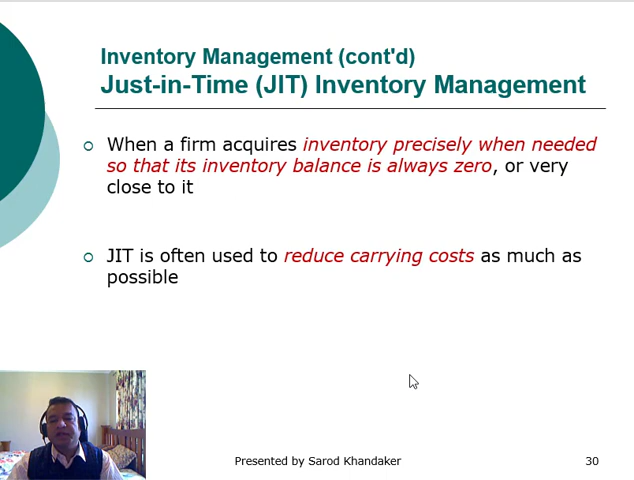 Inventory Management (cont'd)
Just-in-Time (JIT) Inventory Management
When a firm acquires inventory precisely when needed
so that its inventory balance is always zero, or very
close to it
JIT is often used to reduce carrying costs as much as
possible
Presented by Sarod Khandaker
30